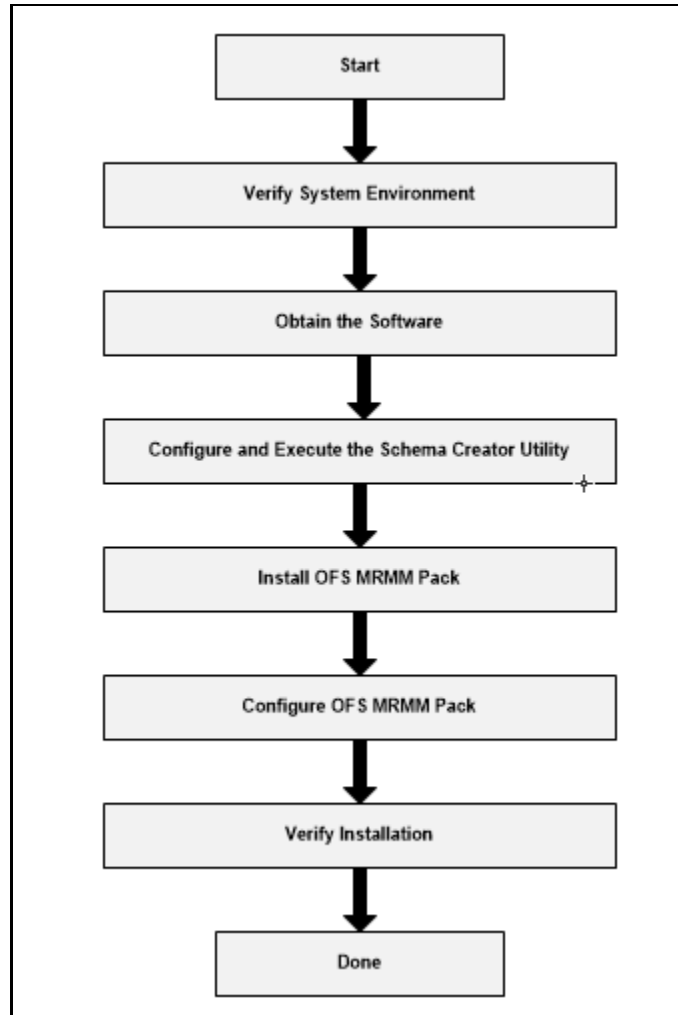 Start
Verify System Environment
Obtain the Software
Configure and Execute the Schema Creator Utility
Install OFS MRMM Pack
Configure OFS MRMM Pack
Verify Installation
Done